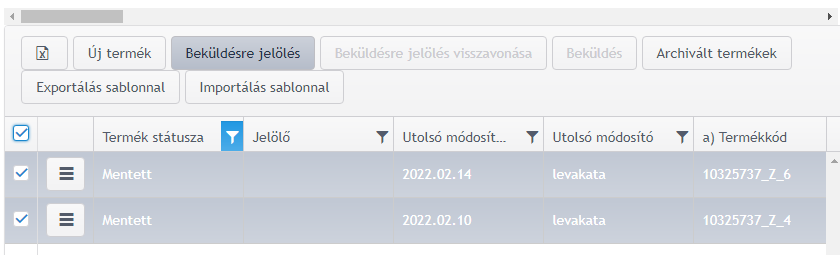 Új termék Beküldésre jelölés Beküldésre jelölés visszavonása Beküldés Archivált termékek
Exportálás sablonnal Importálás sablonnal
Termék státusza Jelölő Utolsó módosít... Utolsó módosító a) Termékkód
Mentett 2022.02.14 levakata 10325737_Z_6
Mentett 2022.02.10 levakata 10325737_Z_4